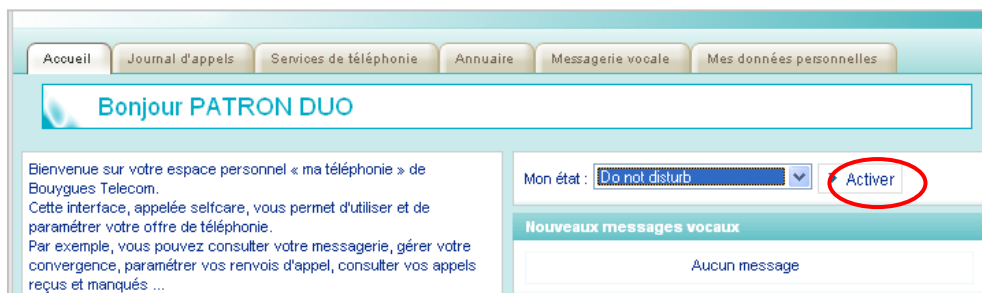 Accueil Journal d'appels Services de téléphonie Annuaire Messagerie vocale Mes données personnelles
Bonjour PATRON DUO
Bienvenue sur votre espace personnel « ma téléphonie » de
Bouygues Telecom.
Cette interface, appelée selfcare, vous permet d'utiliser et de
paramétrer votre offre de téléphonie.
Par exemple, vous pouvez consulter votre messagerie, gérer votre
convergence, paramétrer vos renvois d'appel, consulter vos appels
reçus et manqués ...
Mon état : Do not disturb Activer
Nouveaux messages vocaux
Aucun message